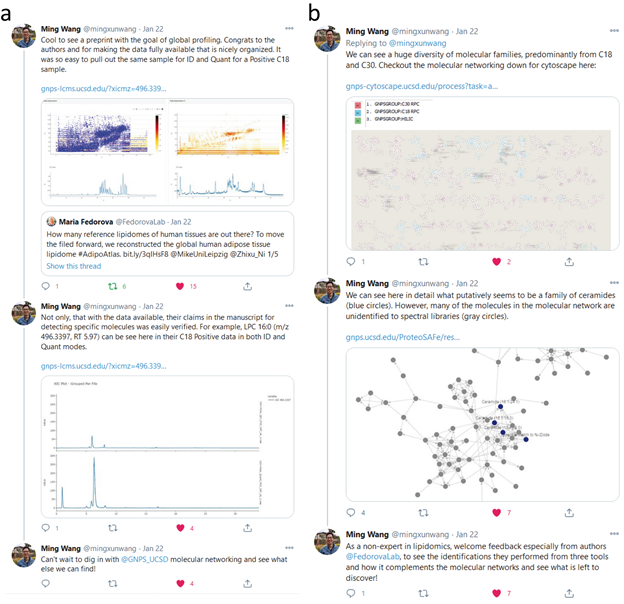 a
Ming Wang @mingxunwang · Jan 22
Cool to see a preprint with the goal of global profiling. Congrats to the
authors and for making the data fully available that is nicely organized. It
was so easy to pull out the same sample for ID and Quant for a Positive C18
sample.
gnps-lcms.ucsd.edu/?xicmz=496.339...
Maria Fedorova @FedorovaLab · Jan 22
How many reference lipidomes of human tissues are out there? To move
the filed forward, we reconstructed the global human adipose tissue
lipidome #AdipoAtlas. bit.ly/3qIHsF8 @MikeUniLeipzig @Zhixu_Ni 1/5
Show this thread
1 6 15
Ming Wang @mingxunwang · Jan 22
Not only, that with the data available, their claims in the manuscript for
detecting specific molecules was easily verified. For example, LPC 16:0 (m/z
496.3397, RT 5.97) can be see here in their C18 Positive data in both ID and
Quant modes.
gnps-lcms.ucsd.edu/?xicmz=496.339...
XIC Plot - Grouped Per File
1 4
Ming Wang @mingxunwang · Jan 22
Can't wait to dig in with @GNPS_UCSD molecular networking and see what
else we can find!
4
b
Ming Wang @mingxunwang · Jan 22
Replying to @mingxunwang
We can see a huge diversity of molecular families, predominantly from C18
and C30. Checkout the molecular networking down for cytoscape here:
gnps-cytoscape.ucsd.edu/process?task=a...
1. GNPSGROUP:C30 RPC
2. GNPSGROUP:C18 RPC
3. GNPSGROUP:HILIC
1 2
Ming Wang @mingxunwang · Jan 22
We can see here in detail what putatively seems to be a family of ceramides
(blue circles). However, many of the molecules in the molecular network are
unidentified to spectral libraries (gray circles).
gnps.ucsd.edu/ProteoSAFe/res...
4 7
Ming Wang @mingxunwang · Jan 22
As a non-expert in lipidomics, welcome feedback especially from authors
@FedorovaLab, to see the identifications they performed from three tools
and how it complements the molecular networks and see what is left to
discover!
1 7